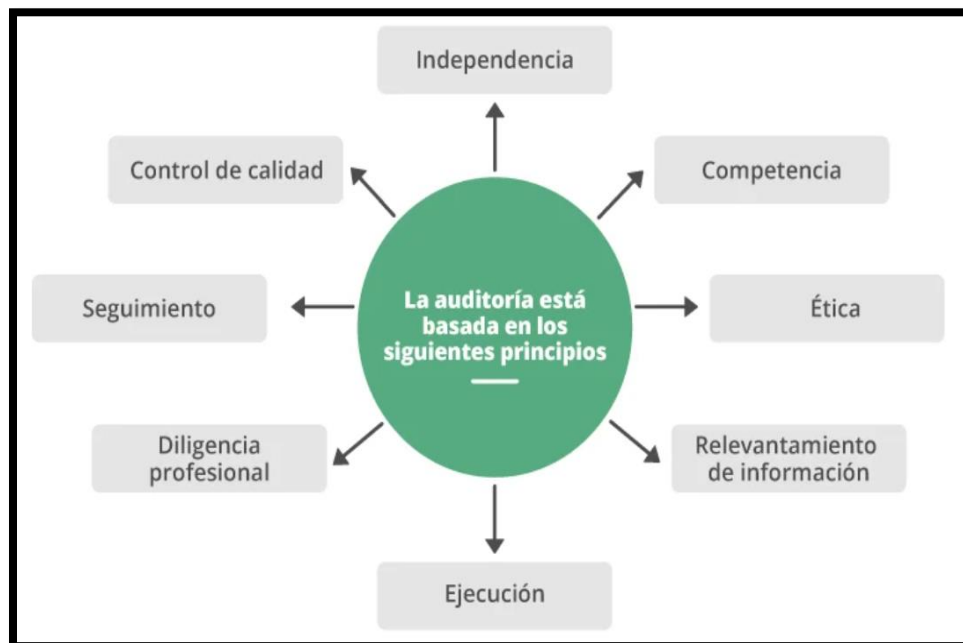 Independencia
Control de calidad
Competencia
Seguimiento
La auditoría está
basada en los
siguientes principios
Ética
Diligencia
profesional
Relevantamiento
de información
Ejecución